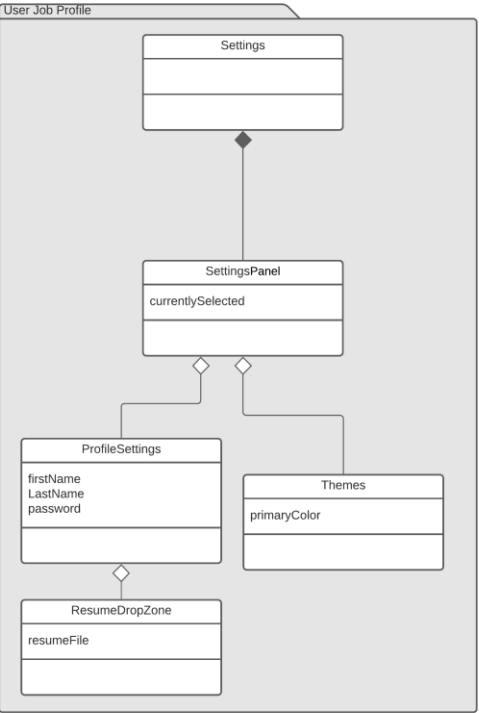 User Job Profile
Settings
SettingsPanel
currentlySelected
ProfileSettings
firstName
LastName
password
Themes
primaryColor
ResumeDropZone
resumeFile